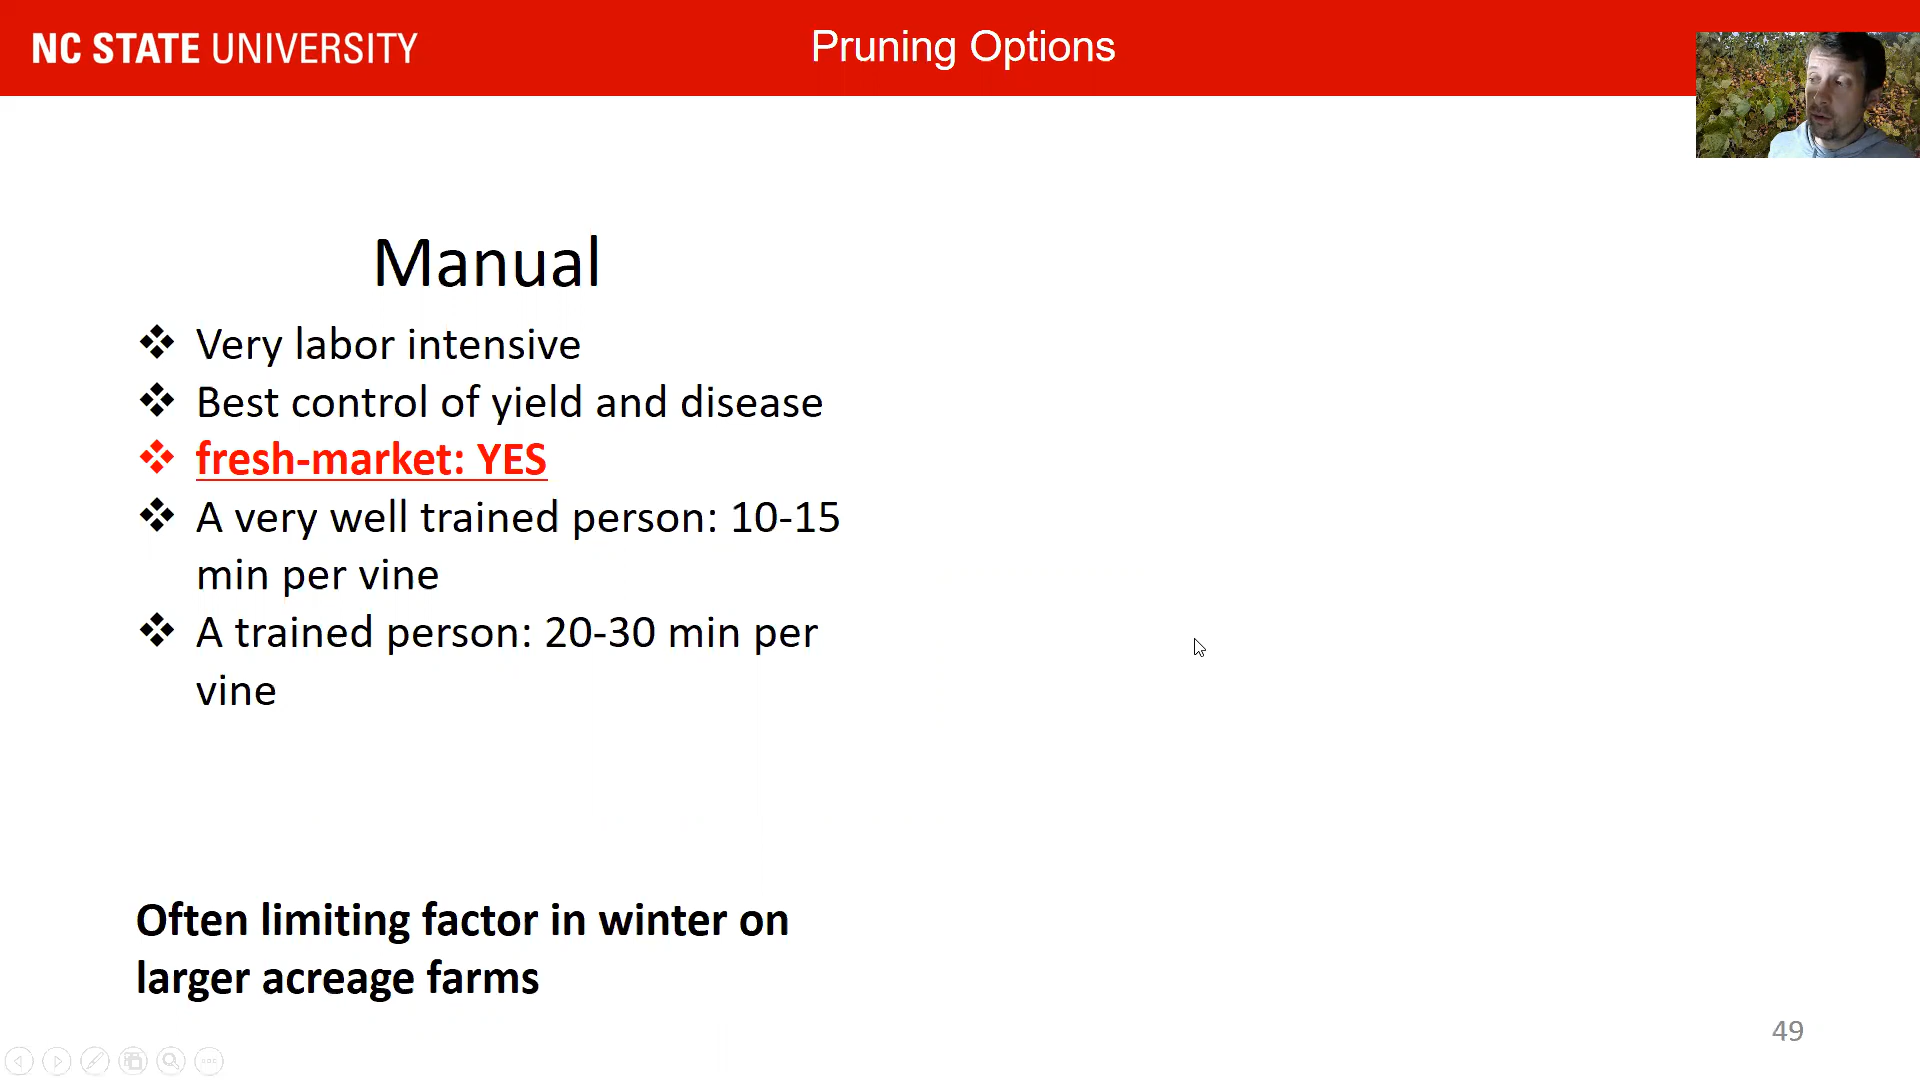 NC STATE UNIVERSITY
Pruning Options
Manual
❖ Very labor intensive
❖ Best control of yield and disease
❖ fresh-market: YES
❖ A very well trained person: 10-15
min per vine
❖ A trained person: 20-30 min per
vine
Often limiting factor in winter on
larger acreage farms
49